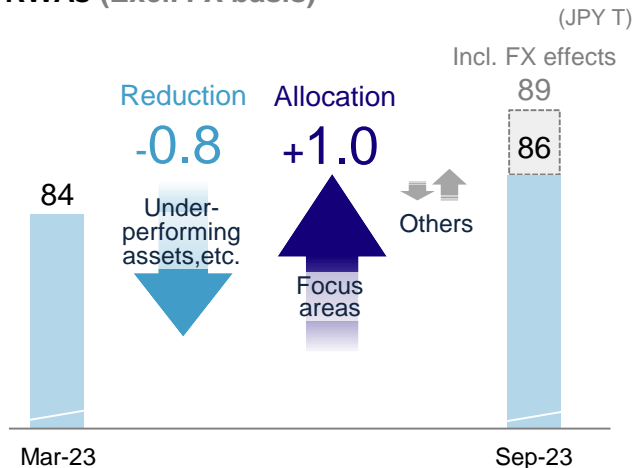 (JPY T)
Incl. FX effects
89
86
Reduction
-0.8
Allocation
+1.0
84
Under-
performing
assets,etc.
Focus
areas
Others
Mar-23
Sep-23